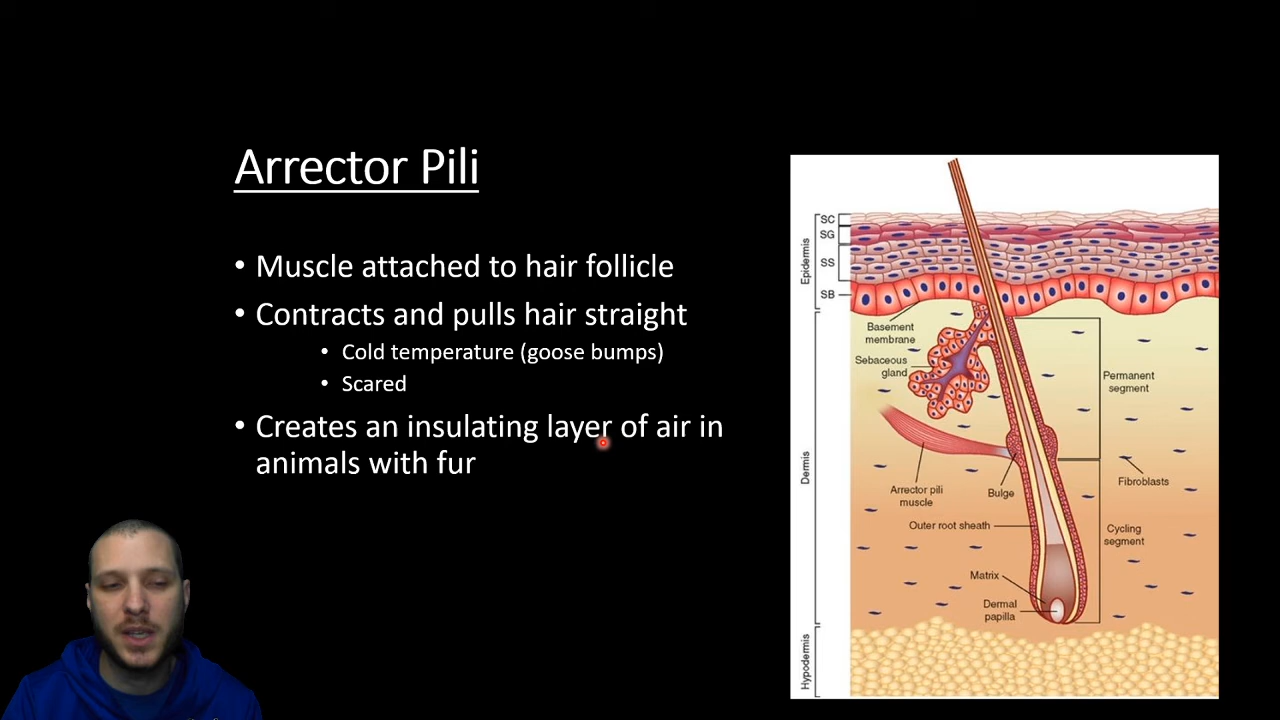 Arrector Pili
• Muscle attached to hair follicle
• Contracts and pulls hair straight
• Cold temperature (goose bumps)
• Scared
• Creates an insulating layer of air in
animals with fur
Epidermis
SC
SG
SS
SB
Basement
membrane
Sebaceous
gland
Permanent
segment
Dermis
Arrector pili
muscle
Bulge
Fibroblasts
Outer root sheath
Cycling
segment
Matrix
Dermal
papilla
Hypodermis